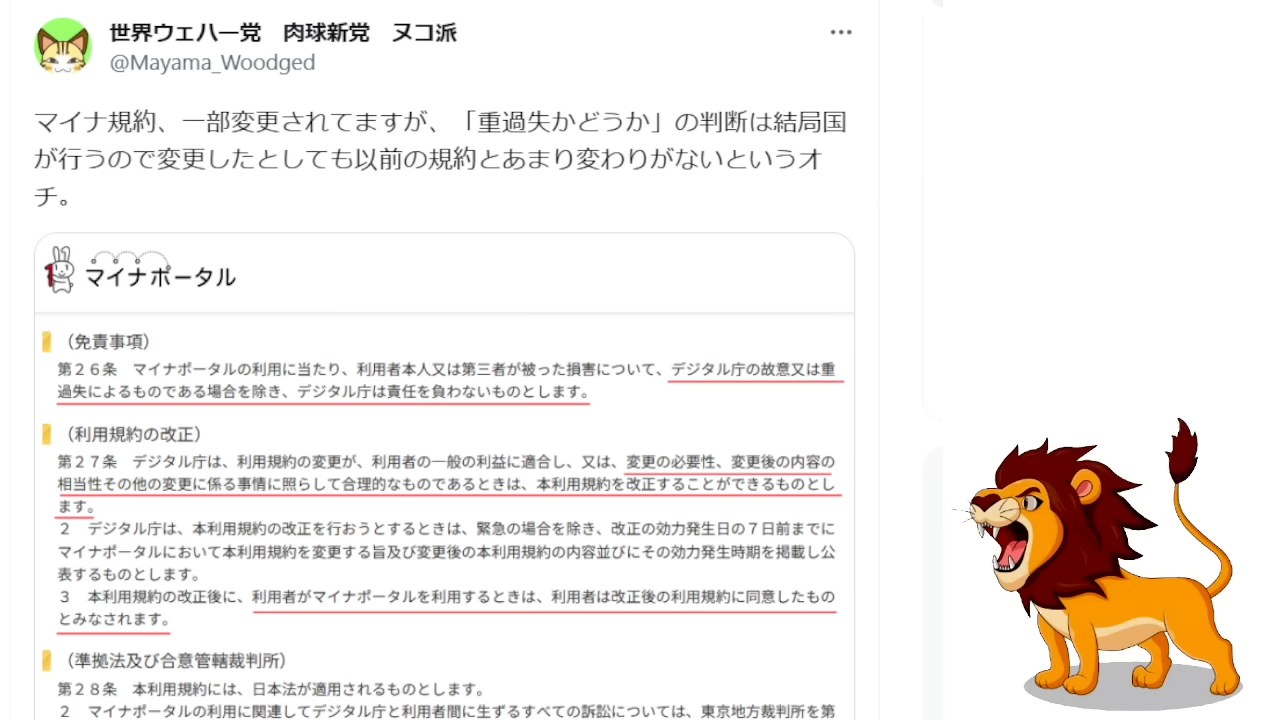 世界ウェハー党　肉球新党　ヌコ派
@Mayama_Woodged
マイナ規約、一部変更されてますが、「重過失かどうか」の判断は結局国
が行うので変更したとしても以前の規約とあまり変わりがないというオ
チ。
マイナポータル
（免責事項）
第２６条　マイナポータルの利用に当たり、利用者本人又は第三者が被った損害について、デジタル庁の故意又は重
過失によるものである場合を除き、デジタル庁は責任を負わないものとします。
（利用規約の改正）
第２７条　デジタル庁は、利用規約の変更が、利用者の一般の利益に適合し、又は、変更の必要性、変更後の内容の
相当性その他の変更に係る事情に照らして合理的なものであるときは、本利用規約を改正することができるものとし
ます。
２　デジタル庁は、本利用規約の改正を行おうとするときは、緊急の場合を除き、改正の効力発生日の７日前までに
マイナポータルにおいて本利用規約を変更する旨及び変更後の本利用規約の内容並びにその効力発生時期を掲載し公
表するものとします。
３　本利用規約の改正後に、利用者がマイナポータルを利用するときは、利用者は改正後の利用規約に同意したもの
とみなされます。
（準拠法及び合意管轄裁判所）
第２８条　本利用規約には、日本法が適用されるものとします。
２　マイナポータルの利用に関連してデジタル庁と利用者間に生ずるすべての訴訟については、東京地方裁判所を第